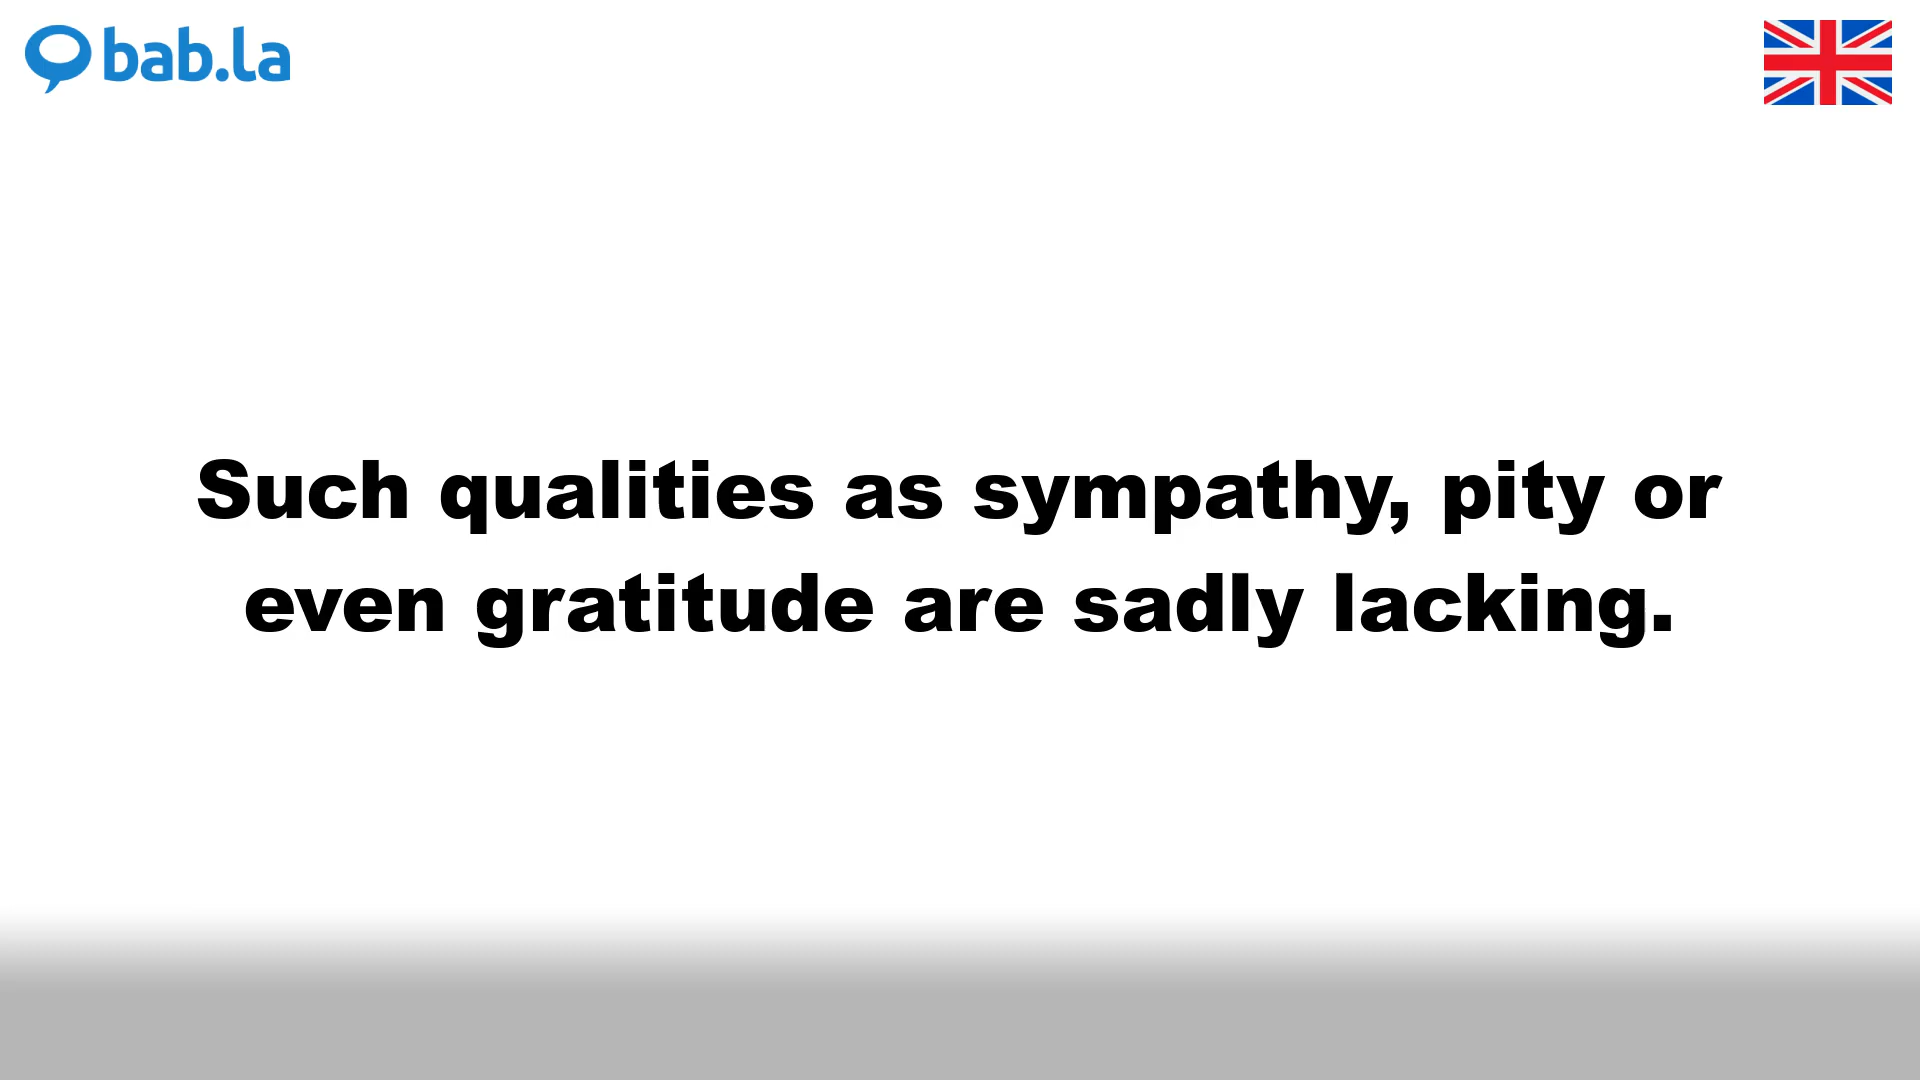 bab.la
Such qualities as sympathy, pity or
even gratitude are sadly lacking.